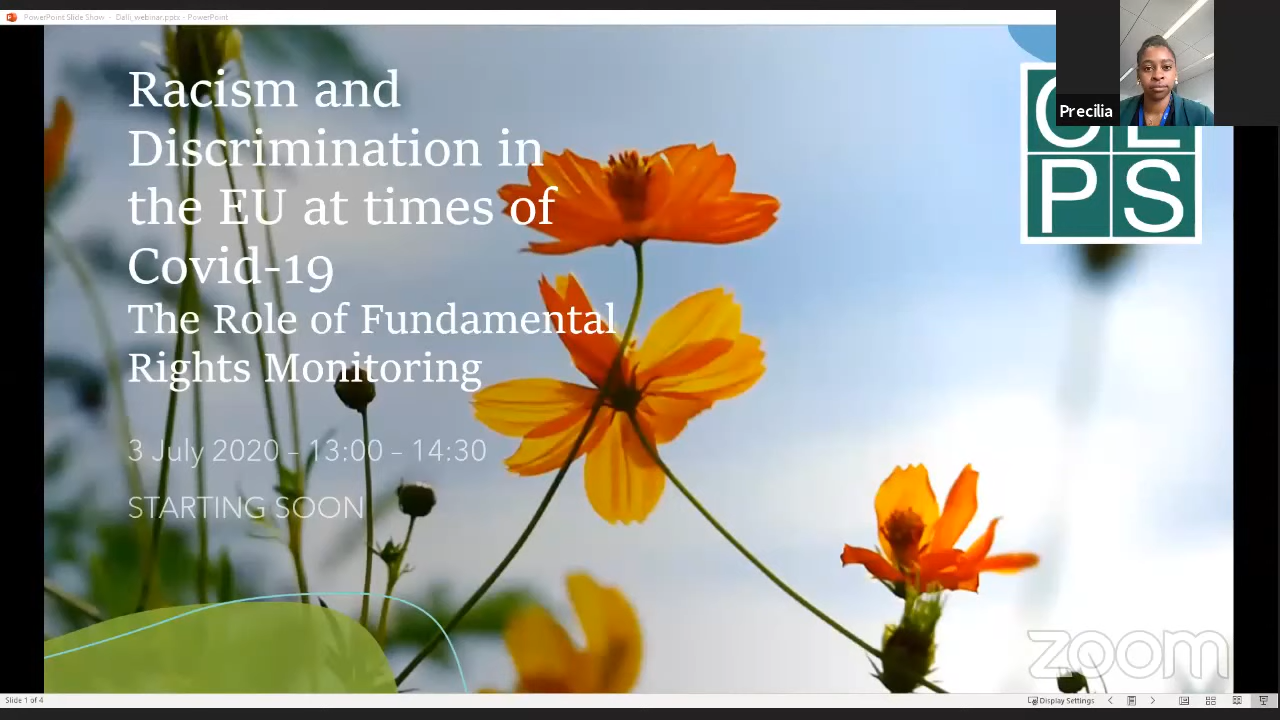 PowerPoint Slide Show - Dalli_webinar.pptx - PowerPoint
Racism and
Discrimination in
the EU at times of
Covid-19
The Role of Fundamental
Rights Monitoring
3 July 2020 - 13:00 - 14:30
STARTING SOON
Precilia
PS
zoom
Slide 1 of 4
Display Settings